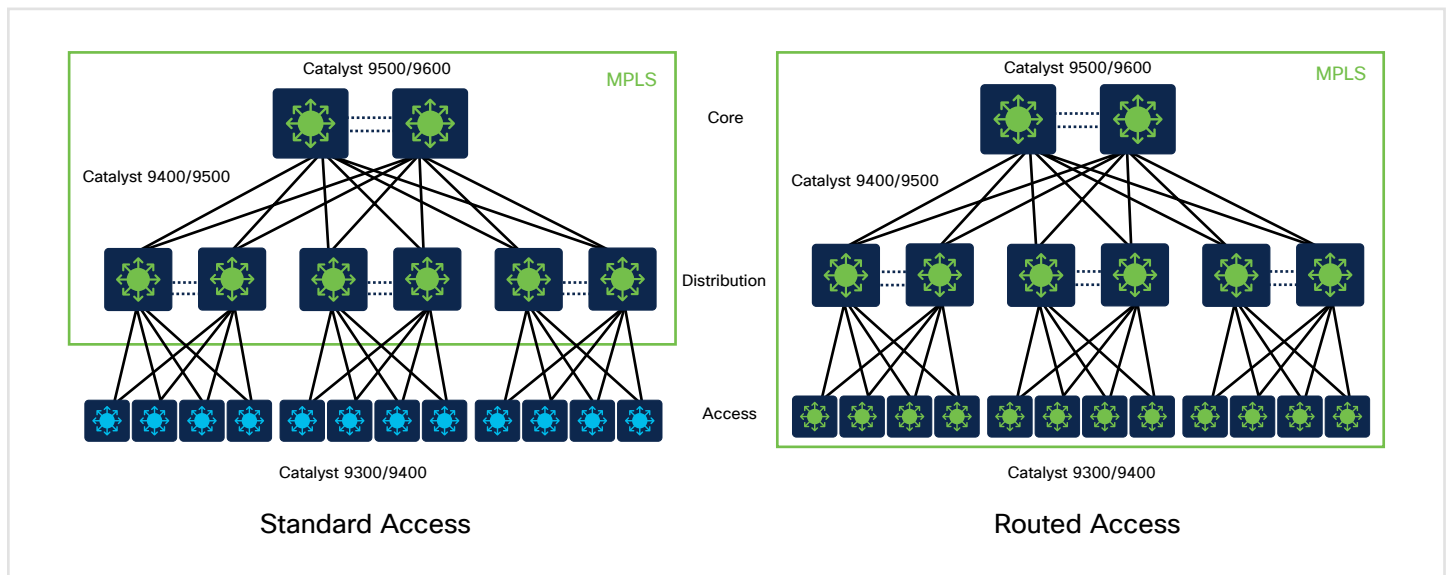 Catalyst 9500/9600
MPLS
Catalyst 9500/9600
MPLS
Core
Catalyst 9400/9500
Catalyst 9400/9500
Distribution
Access
Catalyst 9300/9400
Catalyst 9300/9400
Standard Access
Routed Access